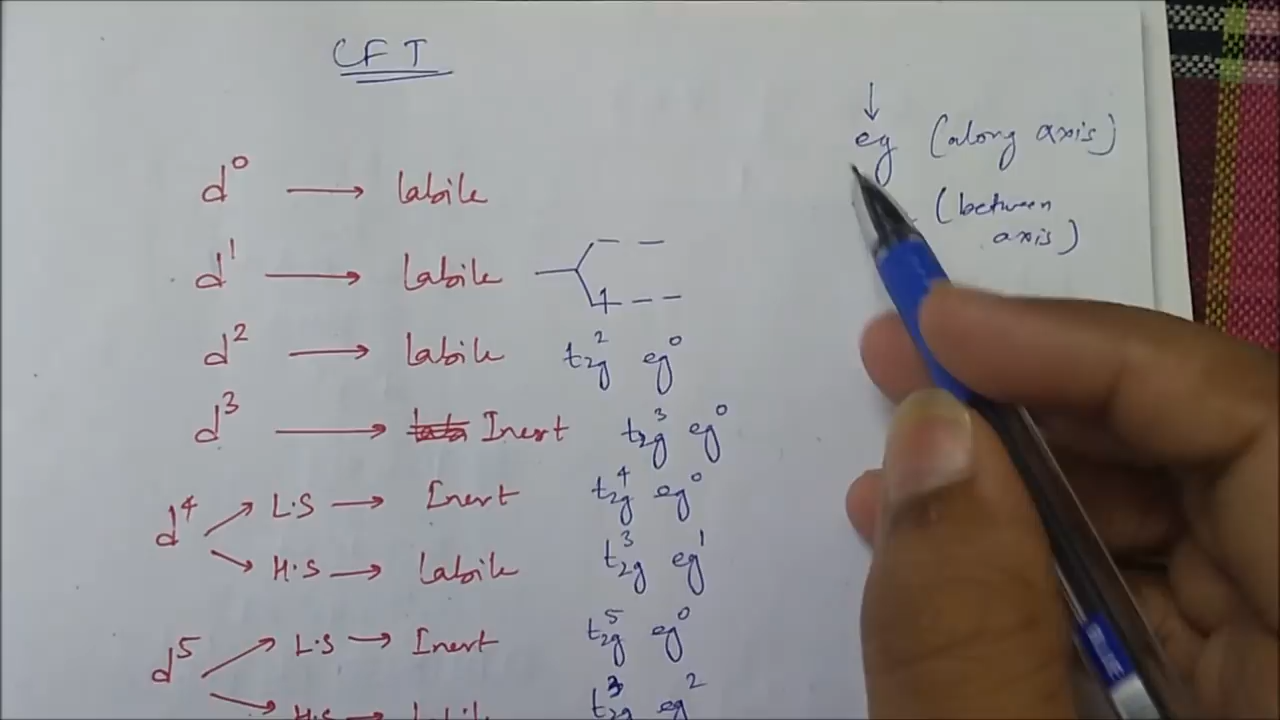 CFT
↓
eg (along axis)
(between
axis)
d⁰ → labile
d¹ → labile
d² → labile t₂g² eg⁰
d³ → Inert t₂g³ eg⁰
d⁴
L.S → Inert t₂g⁴ eg⁰
H.S → labile t₂g³ eg¹
d⁵
L.S → Inert t₂g⁵ eg⁰
H.S → labile t₂g³ eg²